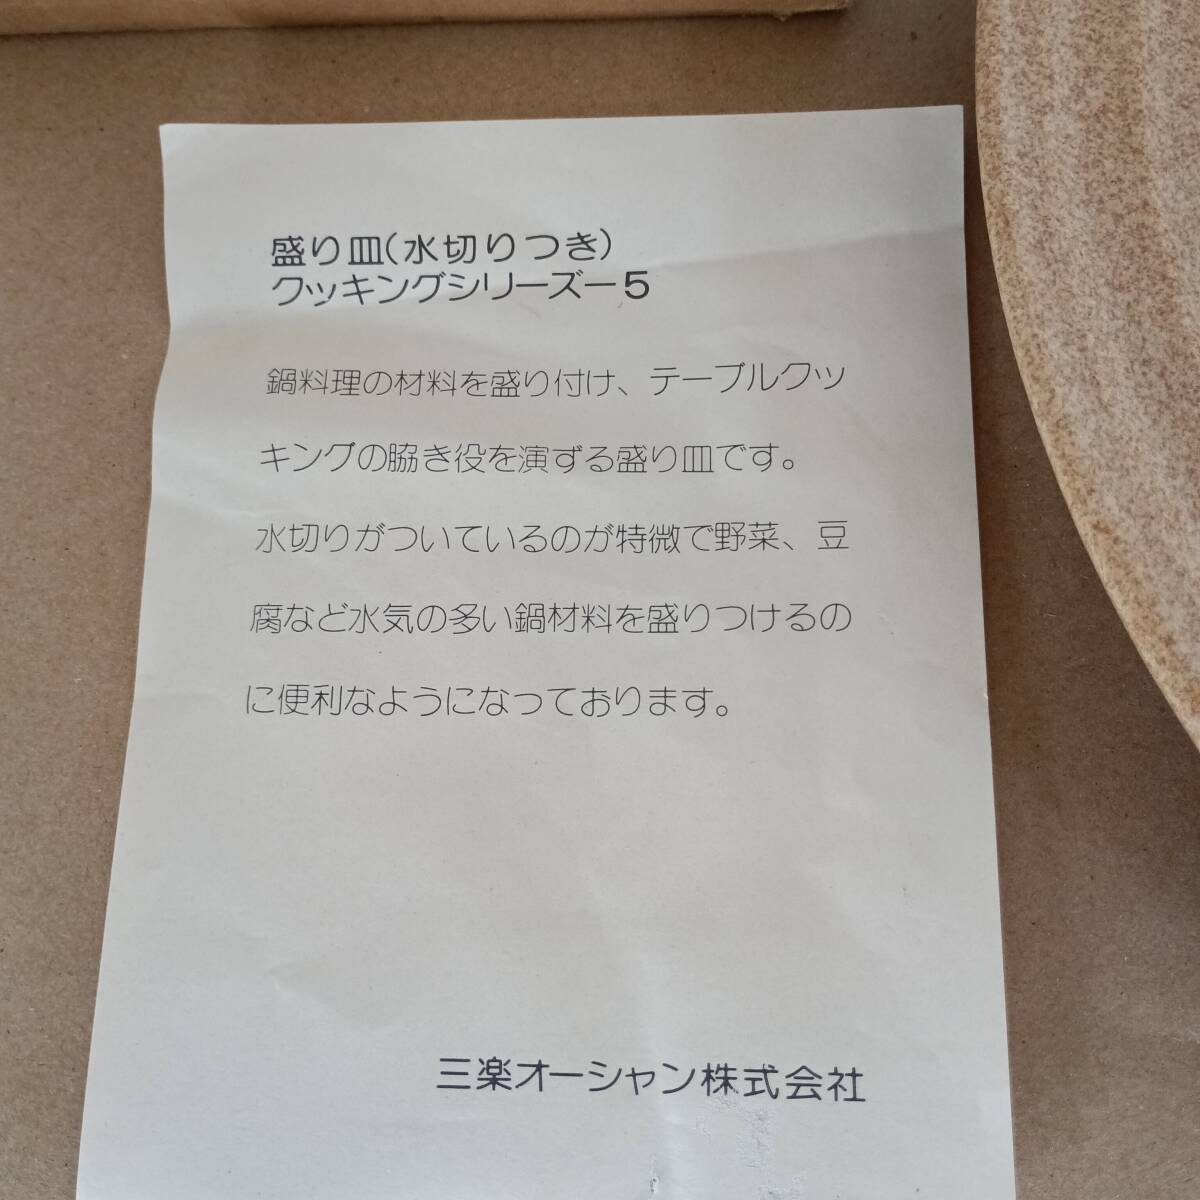 盛り皿(水切りつき)
クッキングシリーズー5
鍋料理の材料を盛り付け、テーブルクッ
キングの脇き役を演ずる盛り皿です。
水切りがついているのが特微で野菜、豆
腐など水気の多い鍋材料を盛りつけるの
に便利なようになっております。
三楽オーシャン株式会社